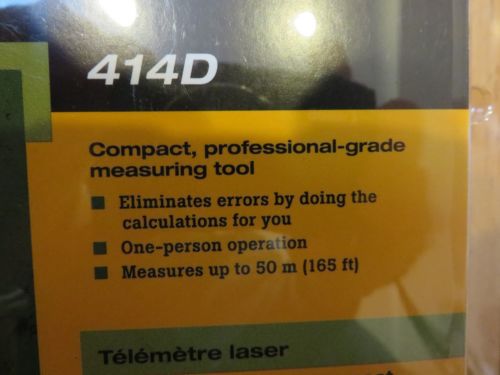 414D
Compact, professional-grade
measuring tool
Eliminates errors by doing the
calculations for you
One-person operation
Measures up to 50 m (165 ft)
Télémètre laser